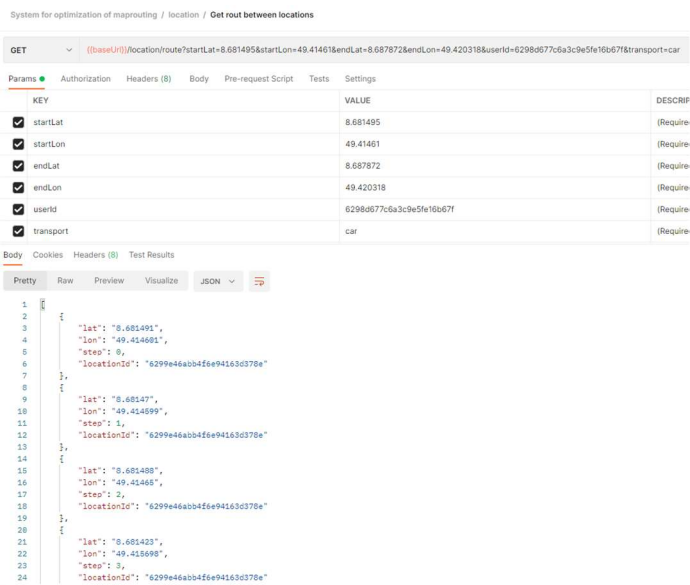 System for optimization of maprouting / location / Get rout between locations
GET {{baseUrl}}/location/route?startLat=8.681495&startLon=49.41461&endLat=8.687872&endLon=49.420318&userId=6298d677c6a3c9e5fe16b67f&transport=car
Params Authorization Headers (8) Body Pre-request Script Tests Settings
KEY VALUE DESCRIP
startLat 8.681495 (Require
startLon 49.41461 (Require
endLat 8.687872 (Require
endLon 49.420318 (Require
userId 6298d677c6a3c9e5fe16b67f (Require
transport car (Require
Body Cookies Headers (8) Test Results
Pretty Raw Preview Visualize JSON
1 [
2 {
3 "lat": "8.681491",
4 "lon": "49.414601",
5 "step": 0,
6 "locationId": "6299e46abb4f6e94163d378e"
7 },
8 {
9 "lat": "8.68147",
10 "lon": "49.414599",
11 "step": 1,
12 "locationId": "6299e46abb4f6e94163d378e"
13 },
14 {
15 "lat": "8.681488",
16 "lon": "49.41465",
17 "step": 2,
18 "locationId": "6299e46abb4f6e94163d378e"
19 },
20 {
21 "lat": "8.681423",
22 "lon": "49.415698",
23 "step": 3,
24 "locationId": "6299e46abb4f6e94163d378e"